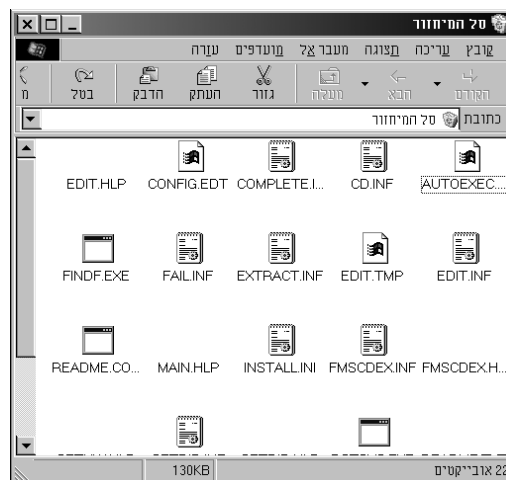 סל המיחזור
קובץ עריכה תצוגה מעבר אל מועדפים עזרה
הקודם הבא מעלה גזור העתק הדבק בטל
כתובת סל המיחזור
AUTOEXEC.... CD.INF COMPLETE.I... CONFIG.EDT EDIT.HLP
EDIT.INF EDIT.TMP EXTRACT.INF FAIL.INF FINDF.EXE
FMSCDEX.H... FMSCDEX.INF INSTALL.INI MAIN.HLP README.CO...
22 אובייקטים 130KB